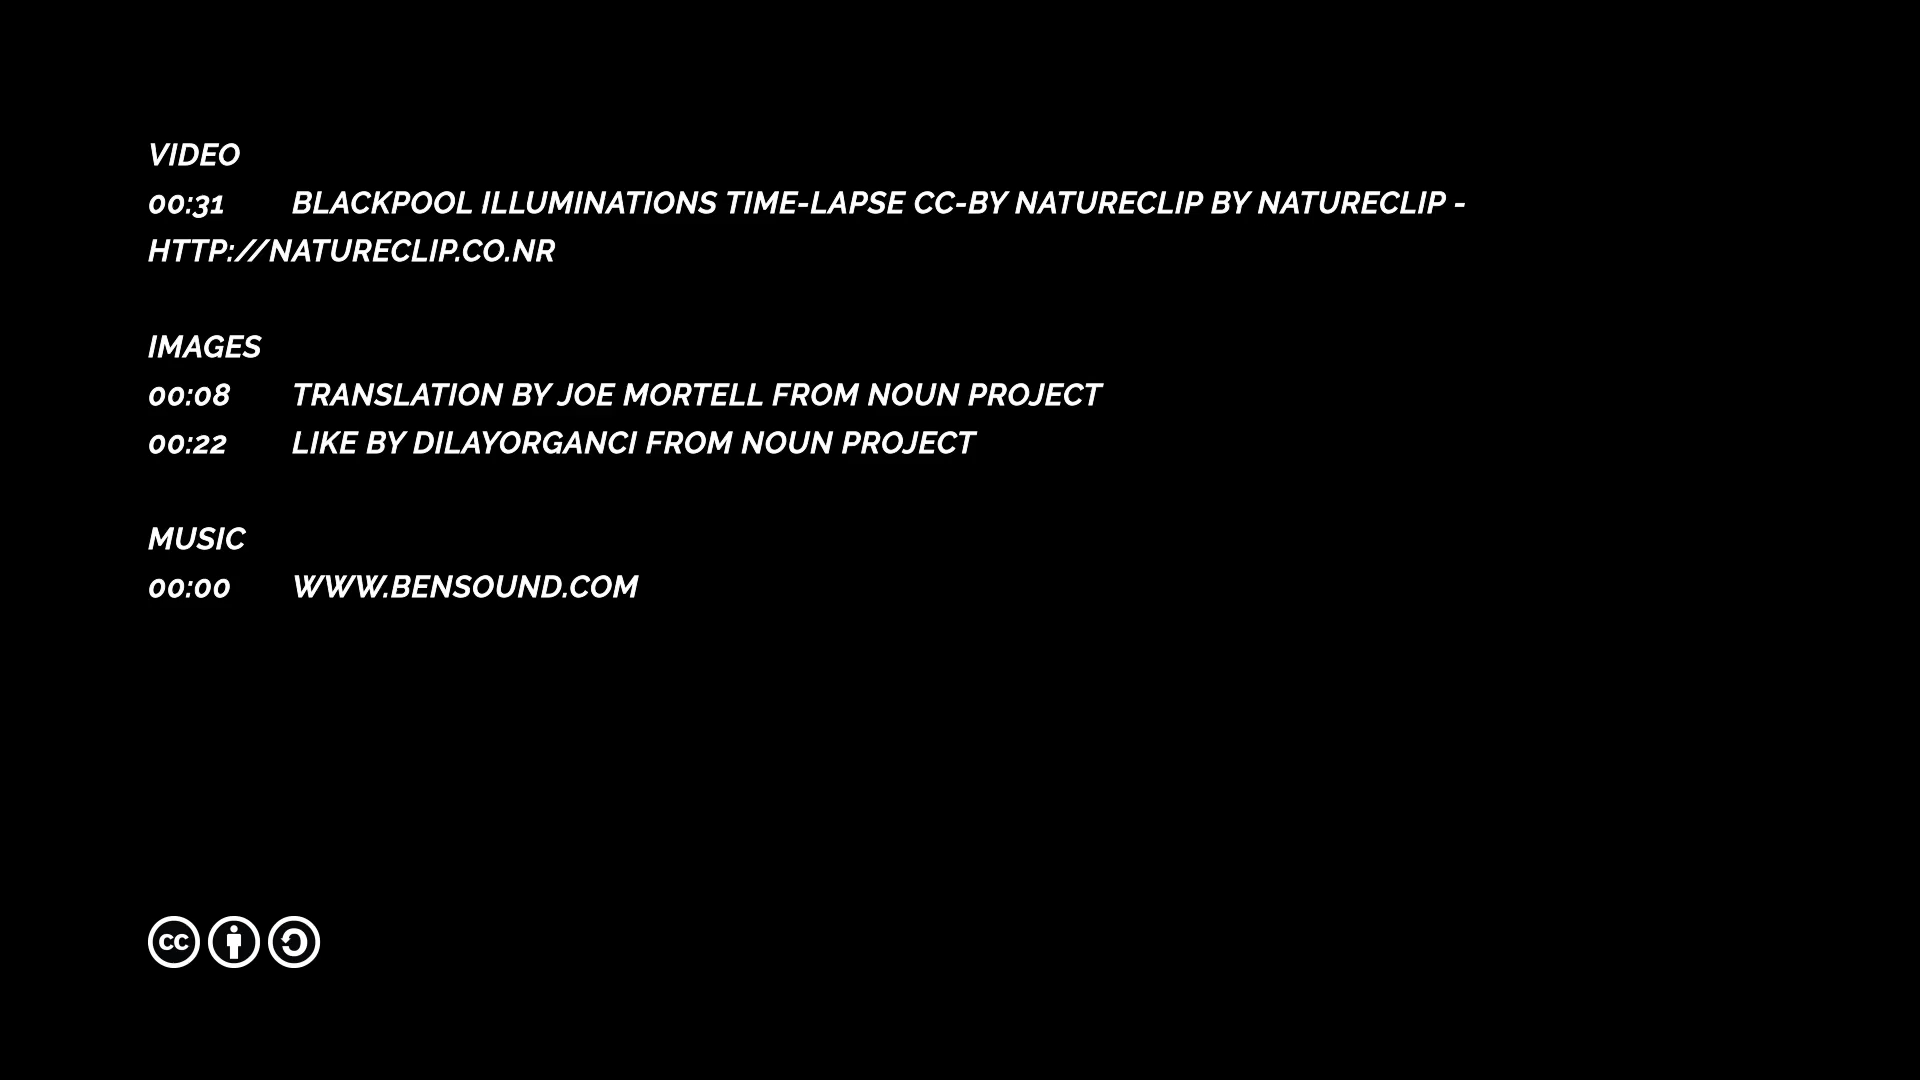 VIDEO
00:31 BLACKPOOL ILLUMINATIONS TIME-LAPSE CC-BY NATURECLIP BY NATURECLIP -
HTTP://NATURECLIP.CO.NR
IMAGES
00:08 TRANSLATION BY JOE MORTELL FROM NOUN PROJECT
00:22 LIKE BY DILAYORGANCI FROM NOUN PROJECT
MUSIC
00:00 WWW.BENSOUND.COM
CC